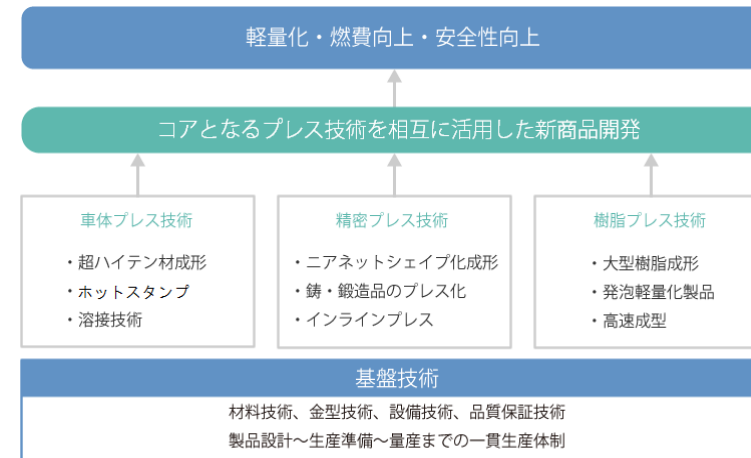 軽量化・燃費向上・安全性向上
コアとなるプレス技術を相互に活用した新商品開発
車体プレス技術
・超ハイテン材成形
・ホットスタンプ
・溶接技術
精密プレス技術
・ニアネットシェイプ化成形
・鋳・鍛造品のプレス化
・インラインプレス
樹脂プレス技術
・大型樹脂成形
・発泡軽量化製品
・高速成型
基盤技術
材料技術、金型技術、設備技術、品質保証技術
製品設計～生産準備～量産までの一貫生産体制